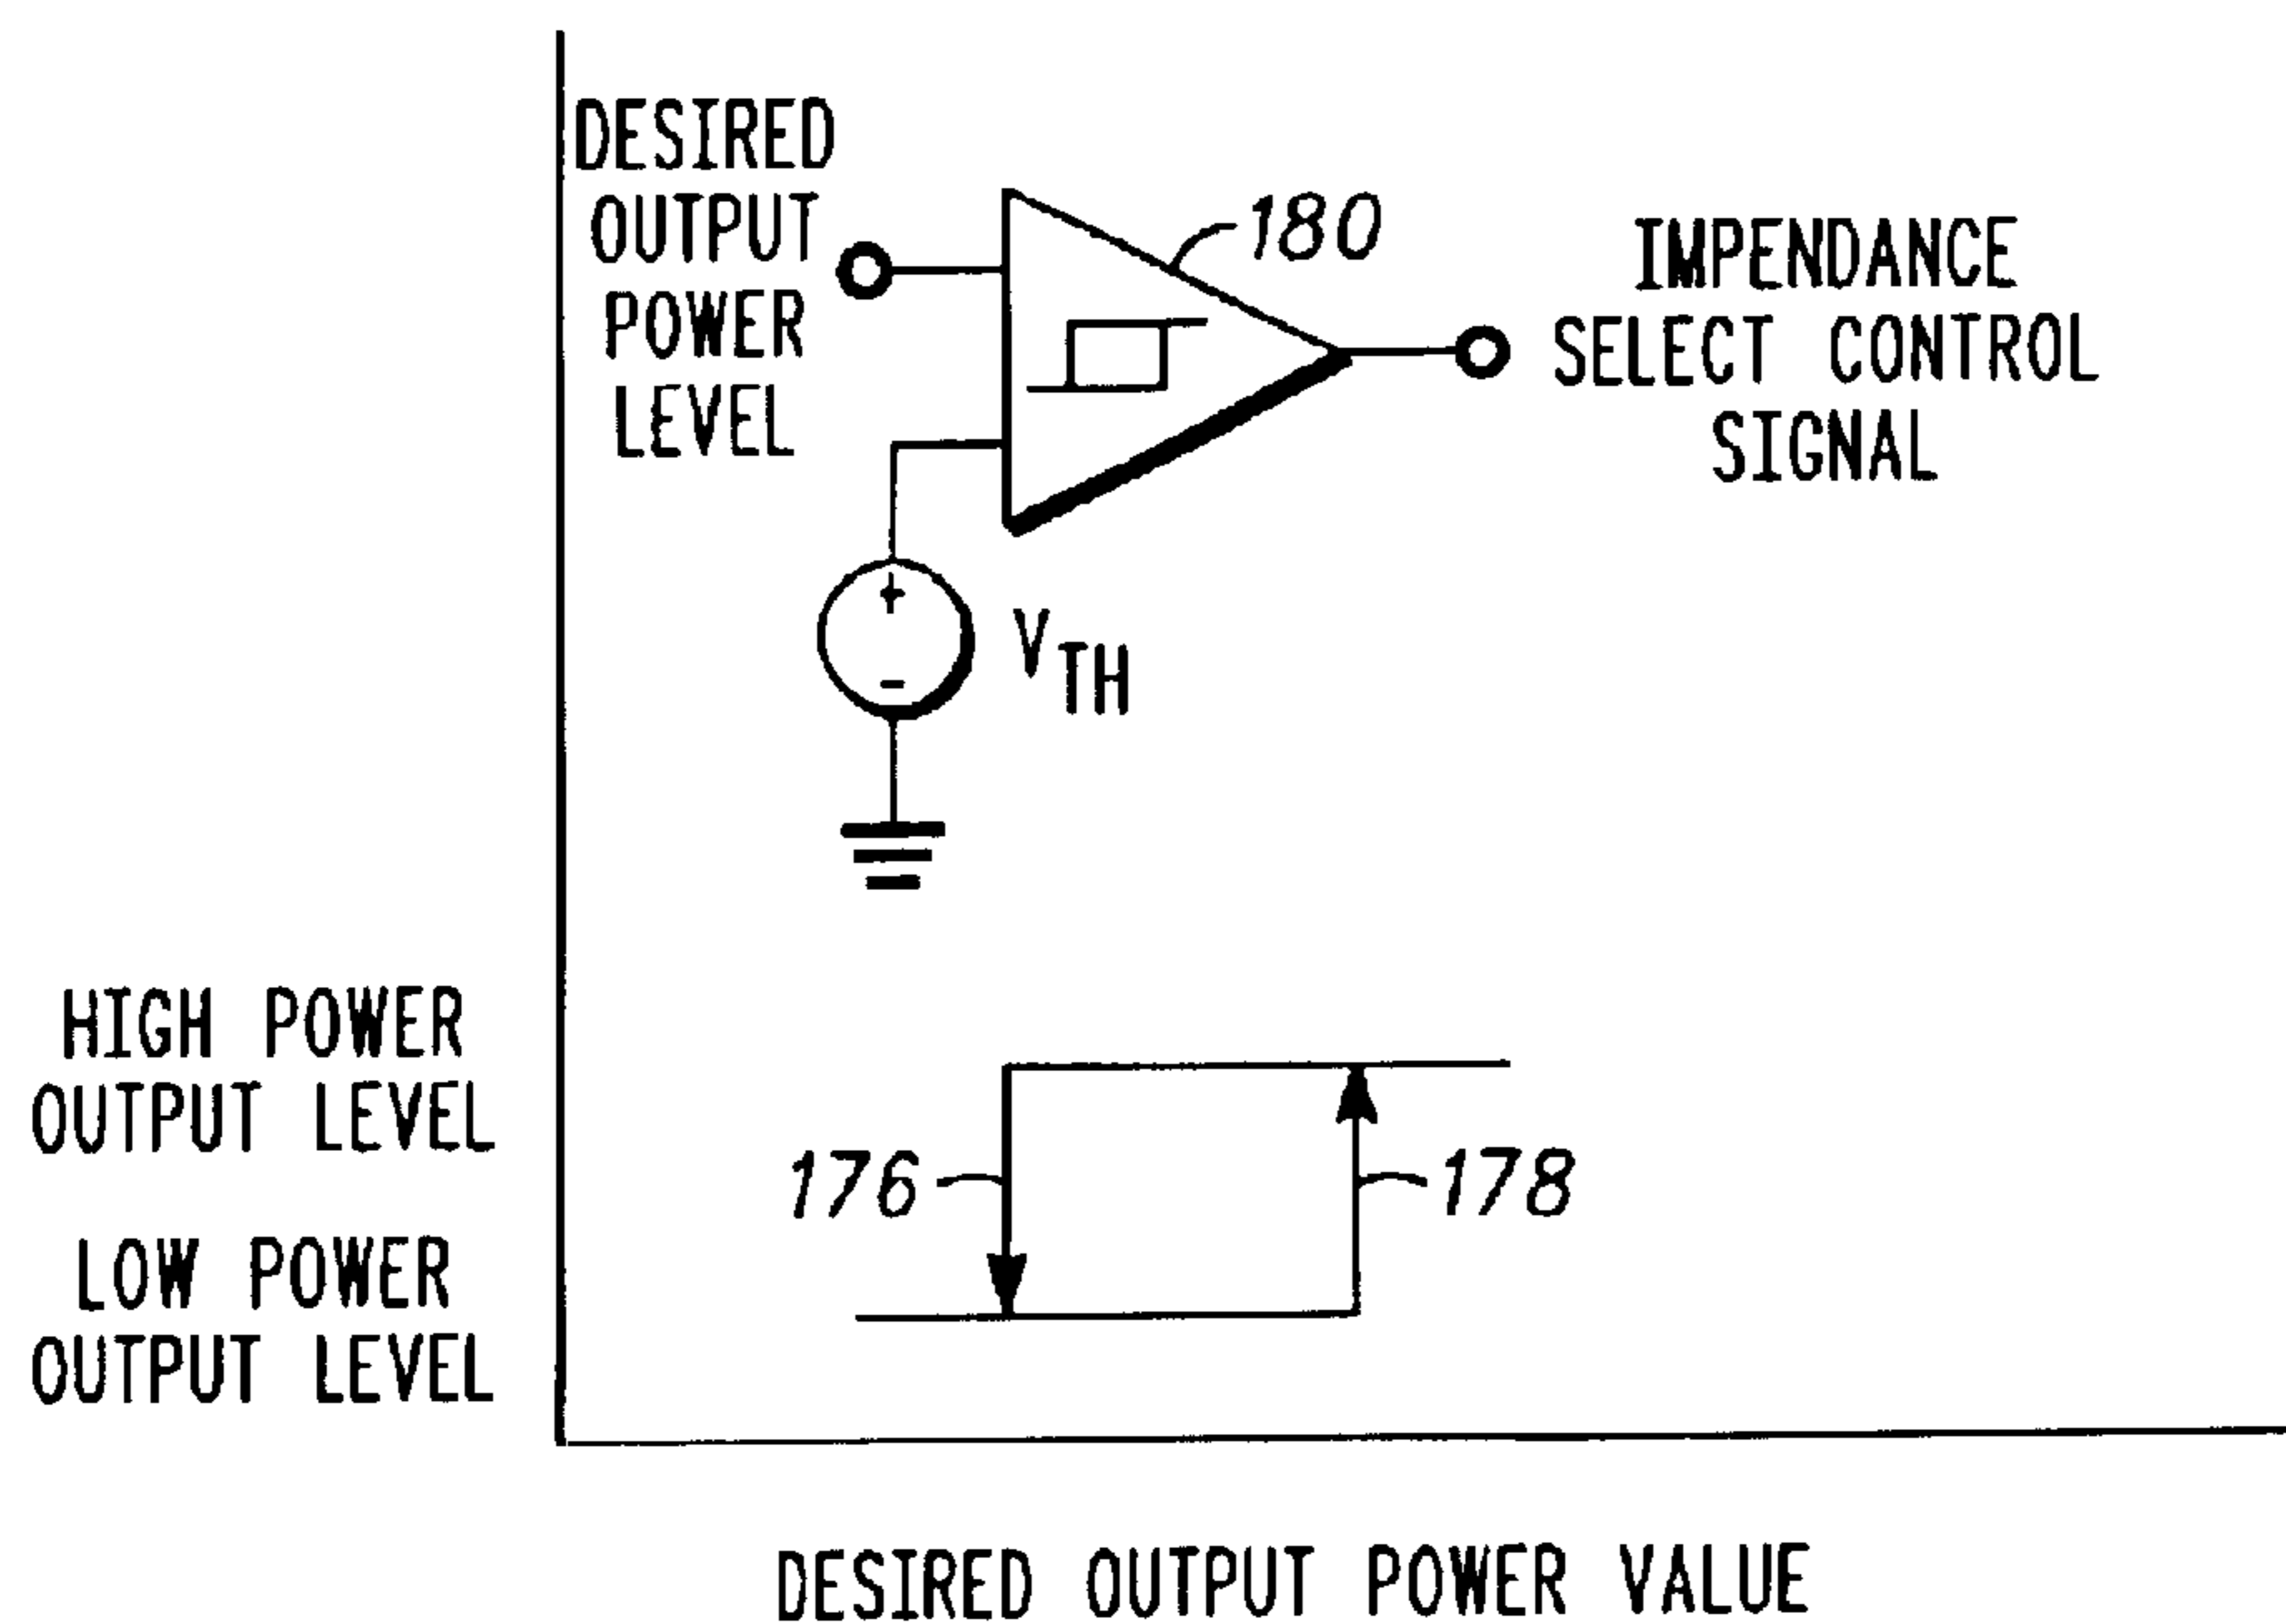 DESIRED
OUTPUT
POWER
LEVEL
180
IMPENDANCE
SELECT CONTROL
SIGNAL
+
-
VTH
HIGH POWER
OUTPUT LEVEL
176
178
LOW POWER
OUTPUT LEVEL
DESIRED OUTPUT POWER VALUE